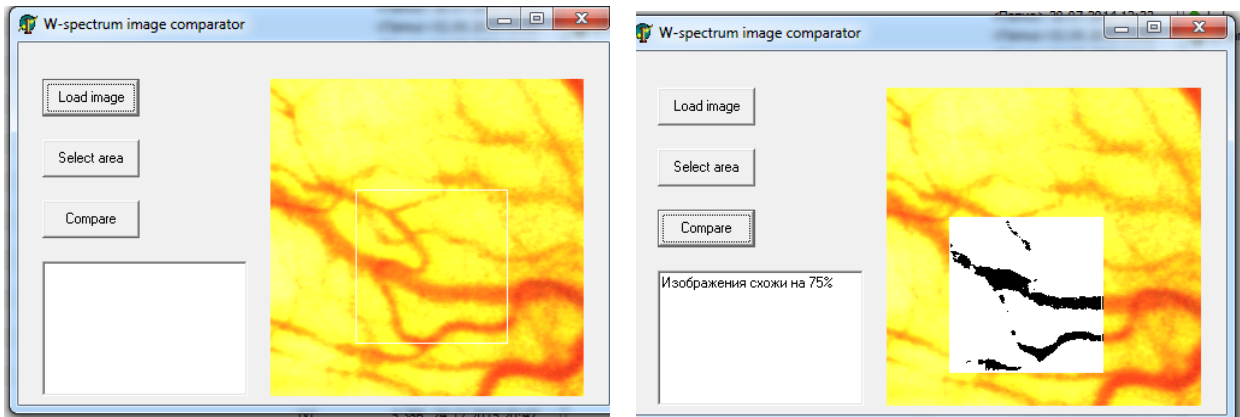 W-spectrum image comparator
Load image
Select area
Compare
W-spectrum image comparator
Load image
Select area
Compare
Изображения схожи на 75%